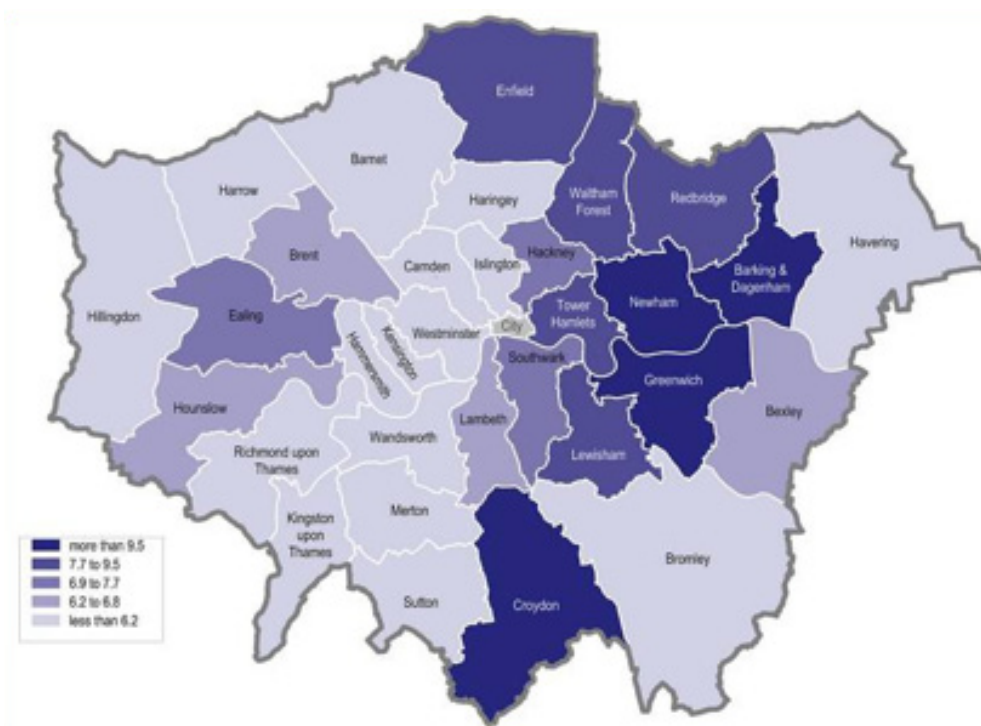 Enfield
Barnet
Harrow
Haringey
Waltham
Forest
Redbridge
Havering
Brent
Hackney
Camden
Islington
Barking &
Dagenham
Newham
Hillingdon
Ealing
Tower
Hamlets
City
Westminster
Kensington
Hammersmith
Southwark
Greenwich
Hounslow
Lambeth
Bexley
Wandsworth
Richmond upon
Thames
Lewisham
Merton
Kingston
upon
Thames
Bromley
Sutton
Croydon
more than 9.5
7.7 to 9.5
6.9 to 7.7
6.2 to 6.8
less than 6.2